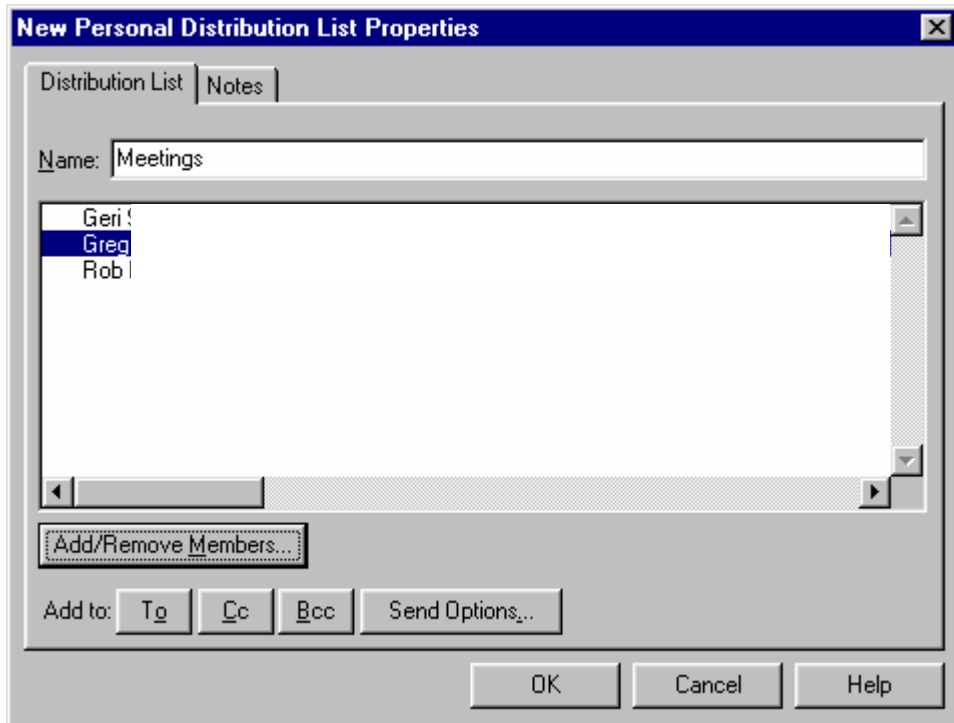 New Personal Distribution List Properties
Distribution List Notes
Name: Meetings
Geri
Greg
Rob
Add/Remove Members...
Add to: To Cc Bcc Send Options...
OK Cancel Help